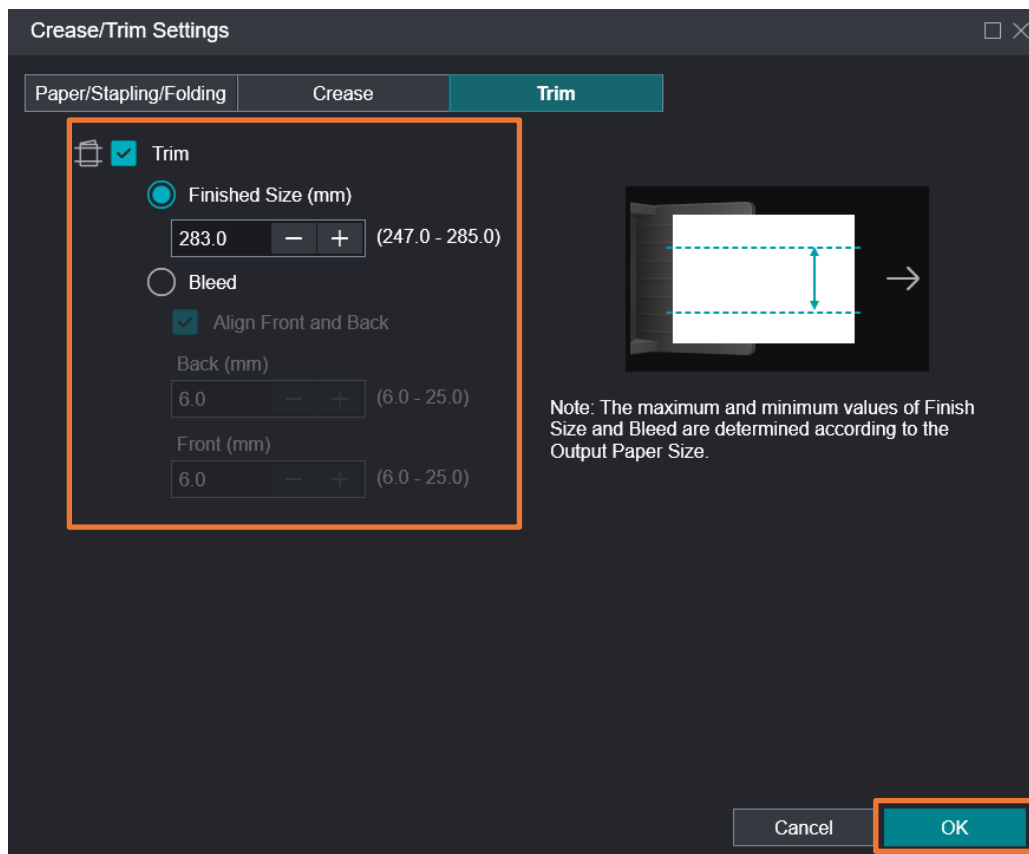 Crease/Trim Settings
Paper/Stapling/Folding
Crease
Trim
Trim
Finished Size (mm)
283.0
(247.0 - 285.0)
Bleed
Align Front and Back
Back (mm)
6.0
(6.0 - 25.0)
Front (mm)
6.0
(6.0 - 25.0)
Note: The maximum and minimum values of Finish
Size and Bleed are determined according to the
Output Paper Size.
Cancel
OK